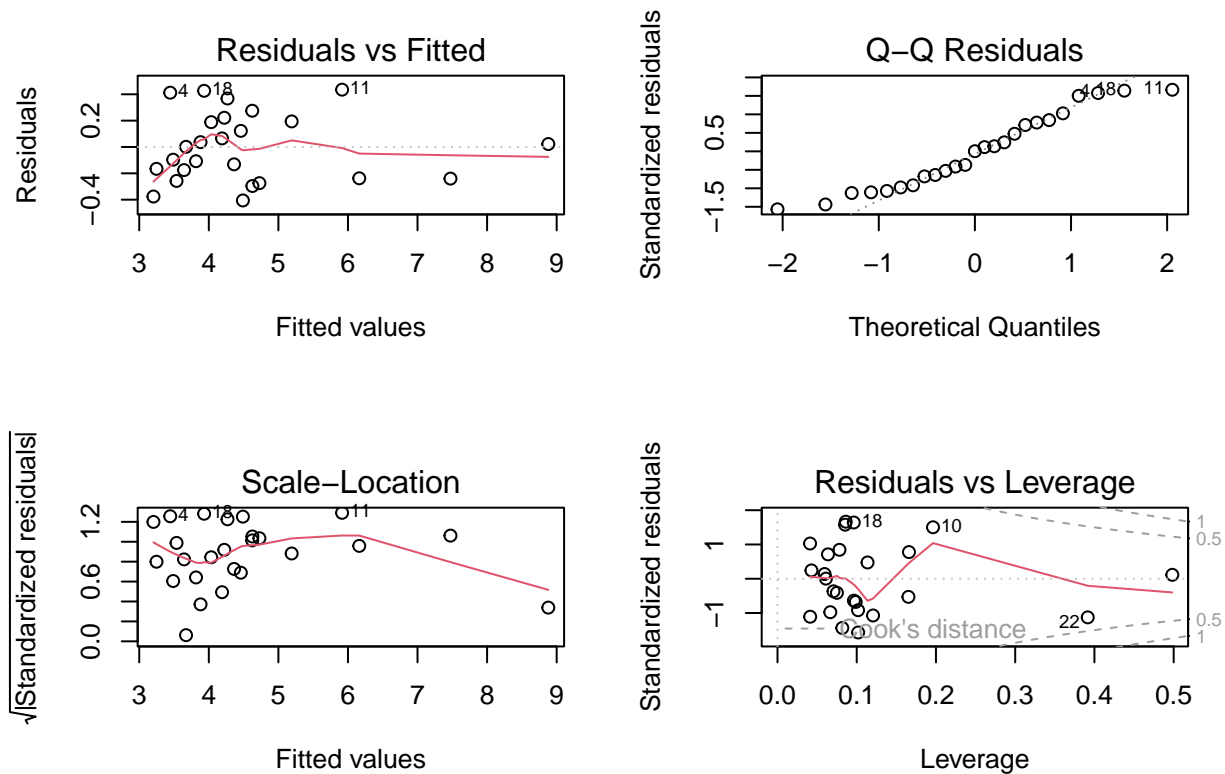 Residuals vs Fitted
Residuals
0.2
−0.4
4
18
11
3 4 5 6 7 8 9
Fitted values
Q−Q Residuals
Standardized residuals
0.5
−1.5
4
18
11
−2 −1 0 1 2
Theoretical Quantiles
Scale−Location
√|Standardized residuals|
1.2
0.6
0.0
4
18
11
3 4 5 6 7 8 9
Fitted values
Residuals vs Leverage
Standardized residuals
1
−1
18
10
22
Cook's distance
1
0.5
0.5
1
0.0 0.1 0.2 0.3 0.4 0.5
Leverage